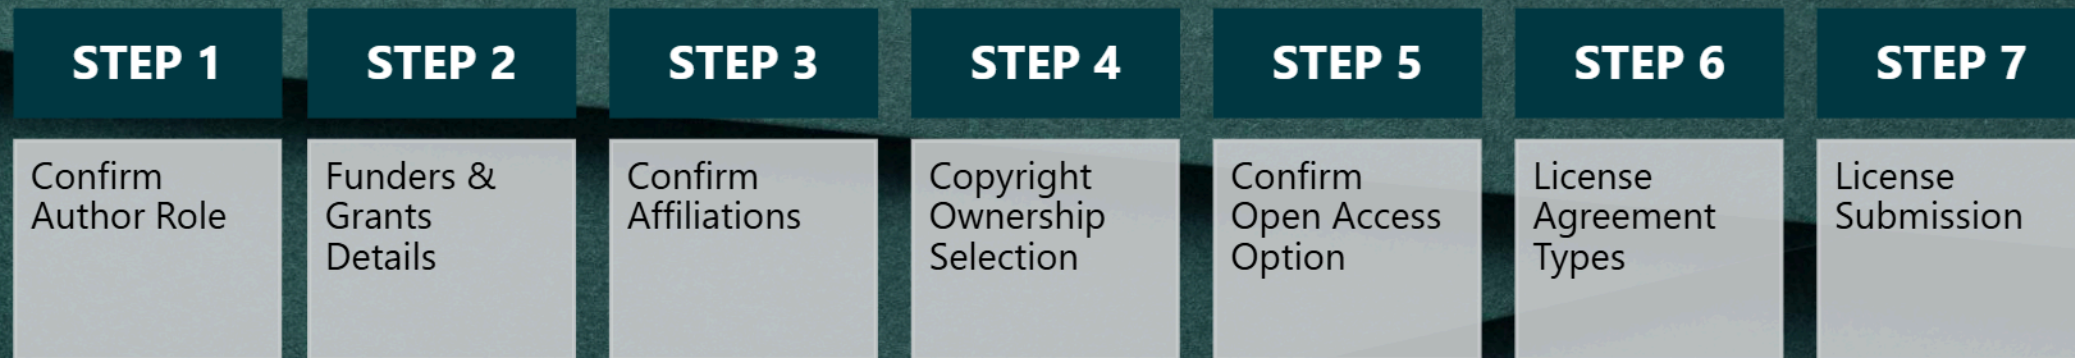 STEP 1
Confirm
Author Role
STEP 2
Funders &
Grants
Details
STEP 3
Confirm
Affiliations
STEP 4
Copyright
Ownership
Selection
STEP 5
Confirm
Open Access
Option
STEP 6
License
Agreement
Types
STEP 7
License
Submission